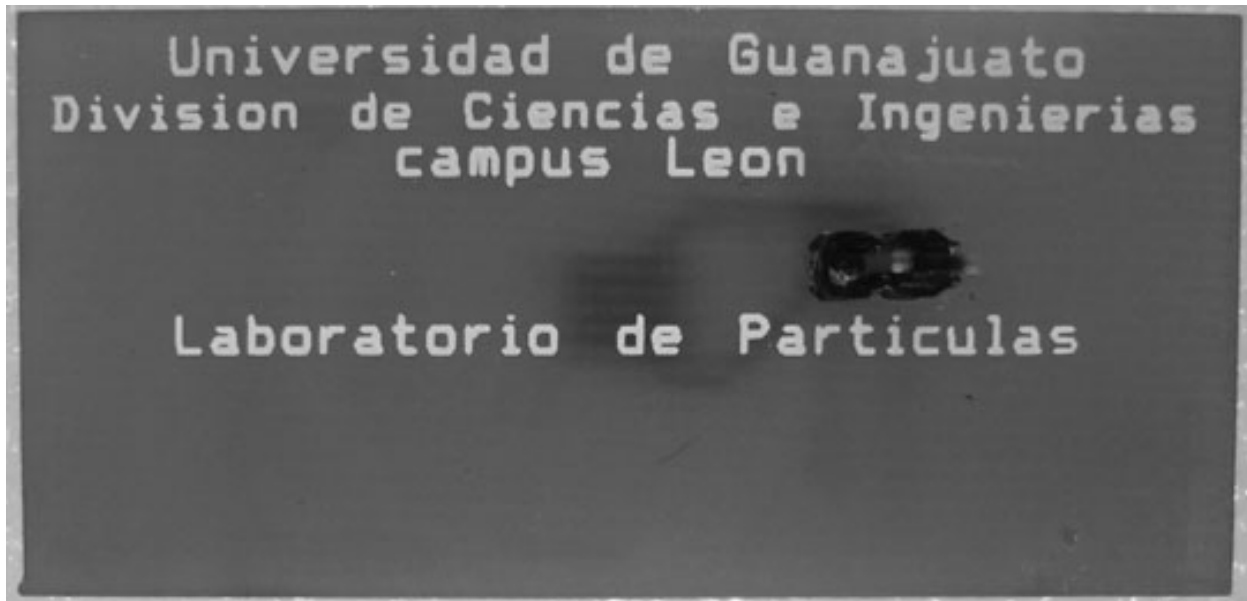 Universidad de Guanajuato
Division de Ciencias e Ingenierias
campus Leon
Laboratorio de Particulas